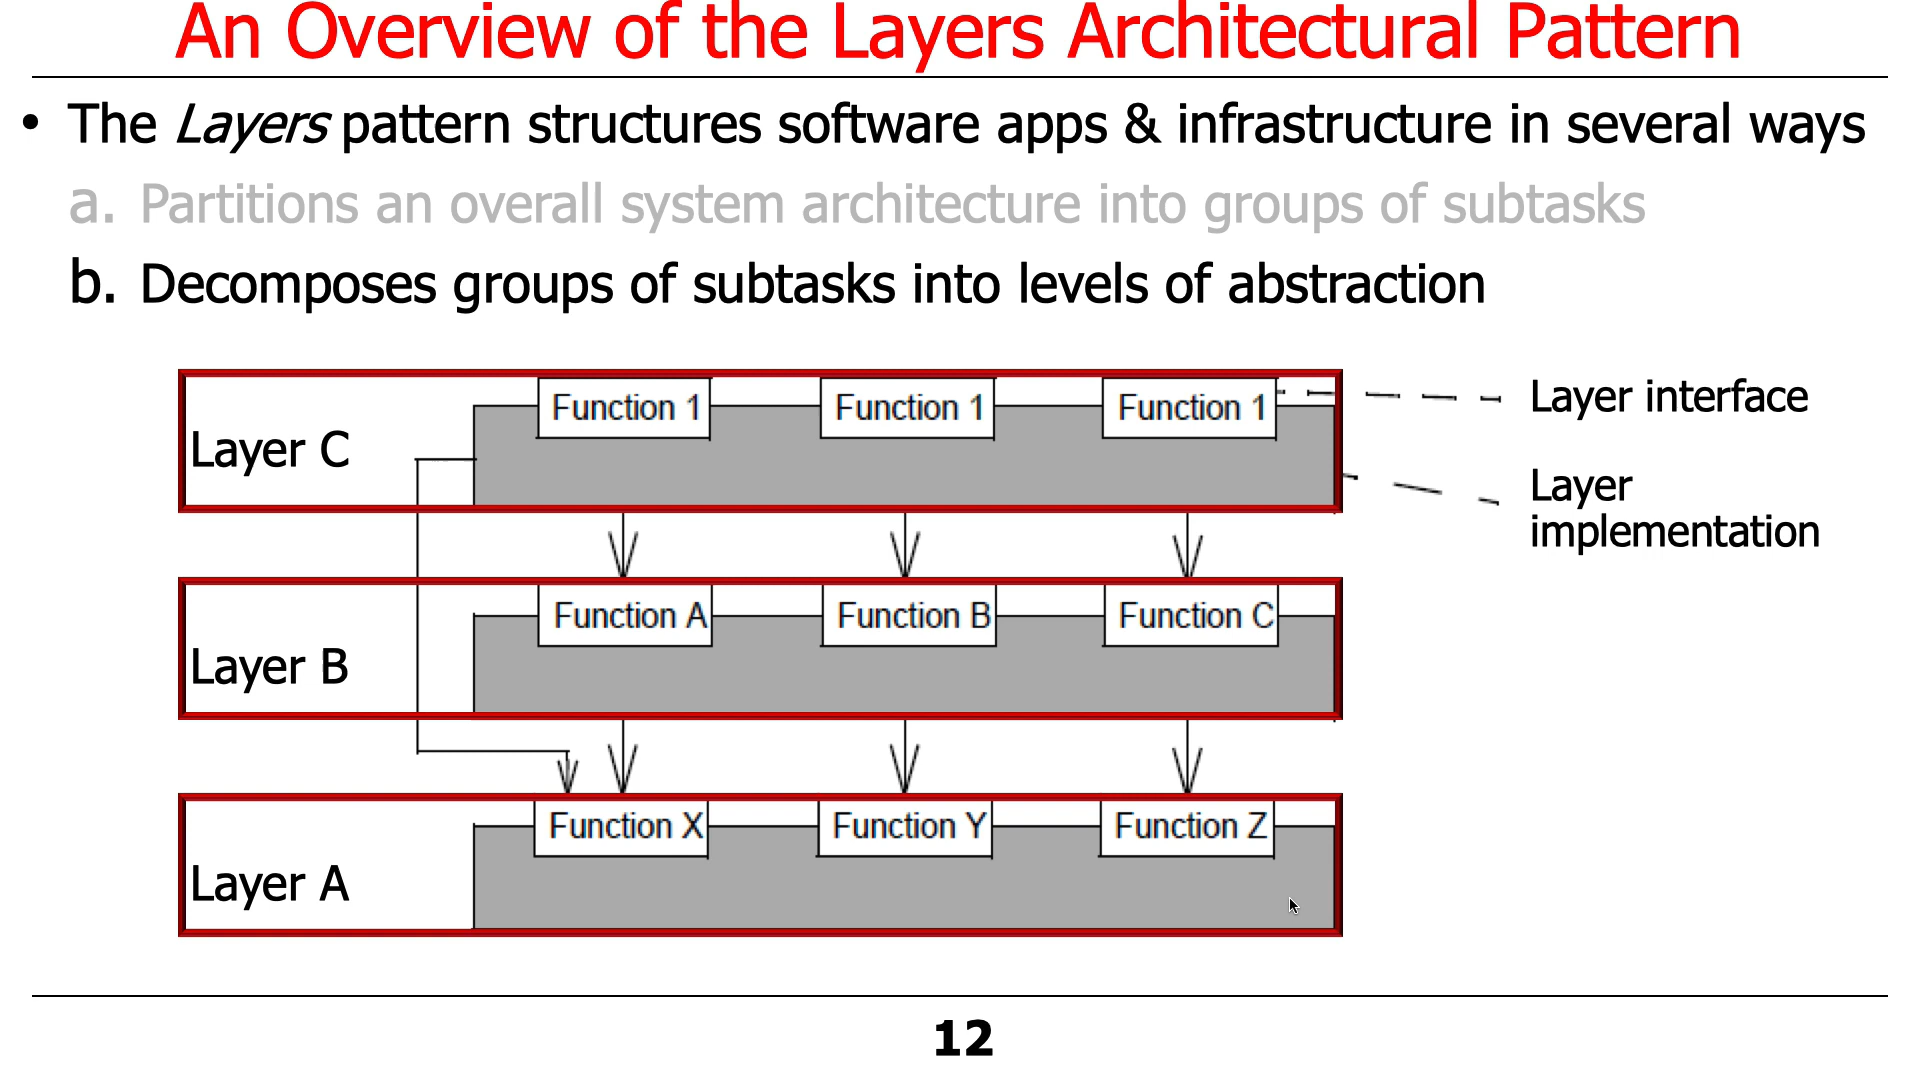 An Overview of the Layers Architectural Pattern
• The Layers pattern structures software apps & infrastructure in several ways
a. Partitions an overall system architecture into groups of subtasks
b. Decomposes groups of subtasks into levels of abstraction
Layer C
Function 1
Function 1
Function 1
Layer interface
Layer
implementation
Layer B
Function A
Function B
Function C
Layer A
Function X
Function Y
Function Z
12